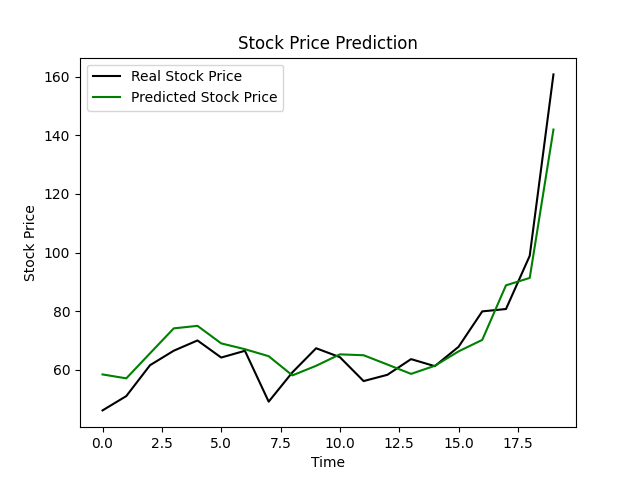 Stock Price Prediction
Real Stock Price
Predicted Stock Price
160
140
120
100
80
60
Stock Price
0.0 2.5 5.0 7.5 10.0 12.5 15.0 17.5
Time